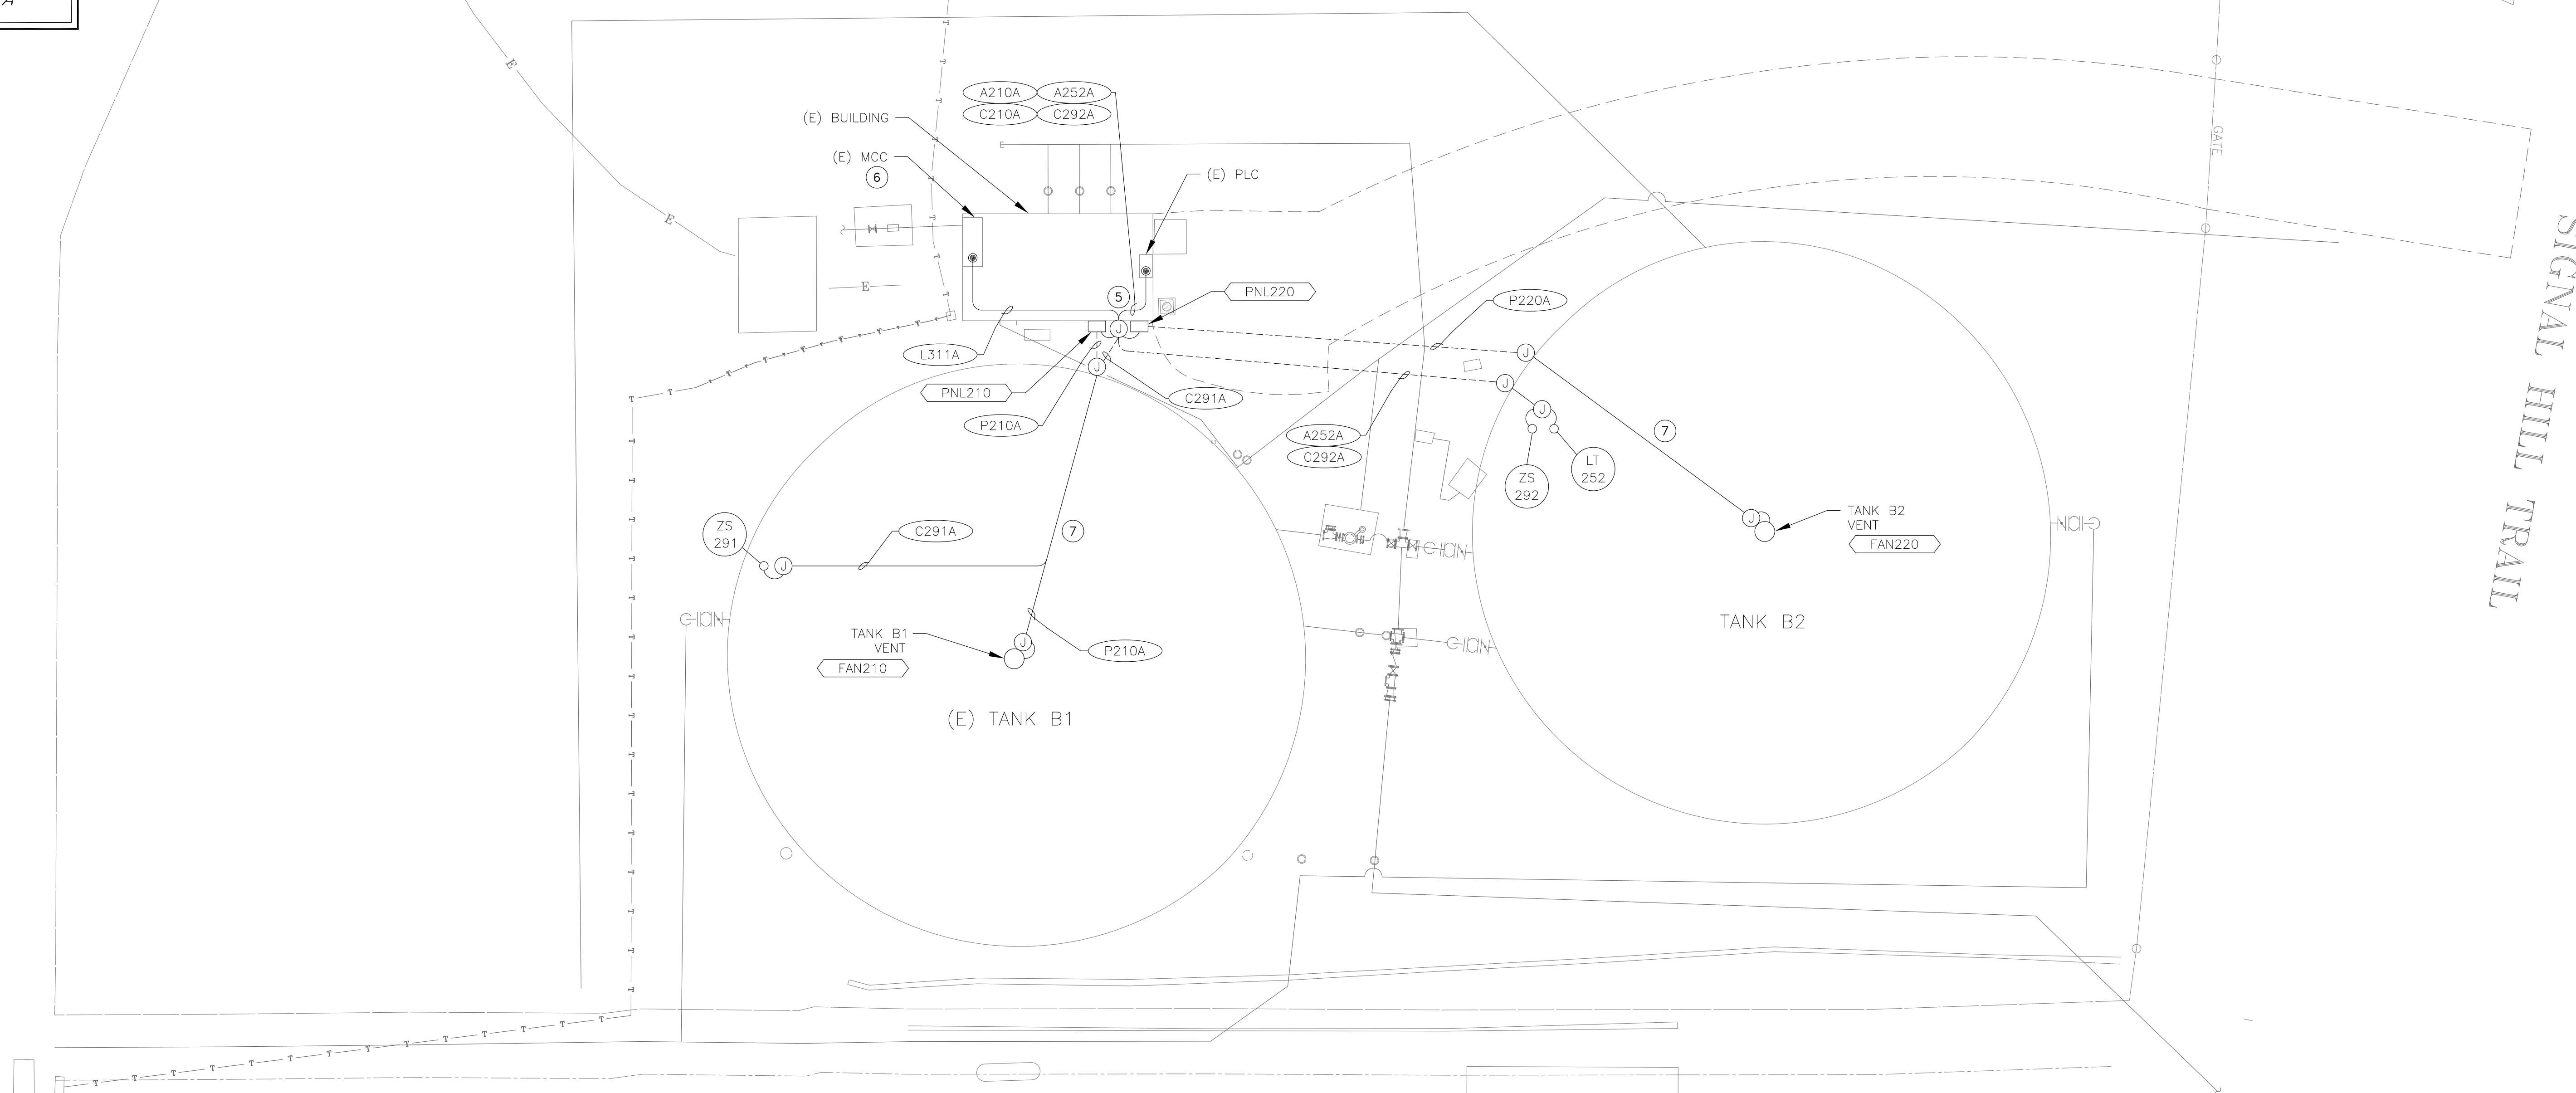 A
E
A210A
A252A
C210A
C292A
(E) BUILDING
(E) MCC
6
(E) PLC
GATE
E
E
5
PNL220
P220A
L311A
PNL210
P210A
C291A
A252A
C292A
J
J
J
J
J
7
LT
252
ZS
292
SIGNAL HILL TRAIL
ZS
291
C291A
J
7
J
TANK B2
VENT
FAN220
TANK B1
VENT
FAN210
J
P210A
TANK B2
(E) TANK B1
T T T T T T T T T T T T T T T